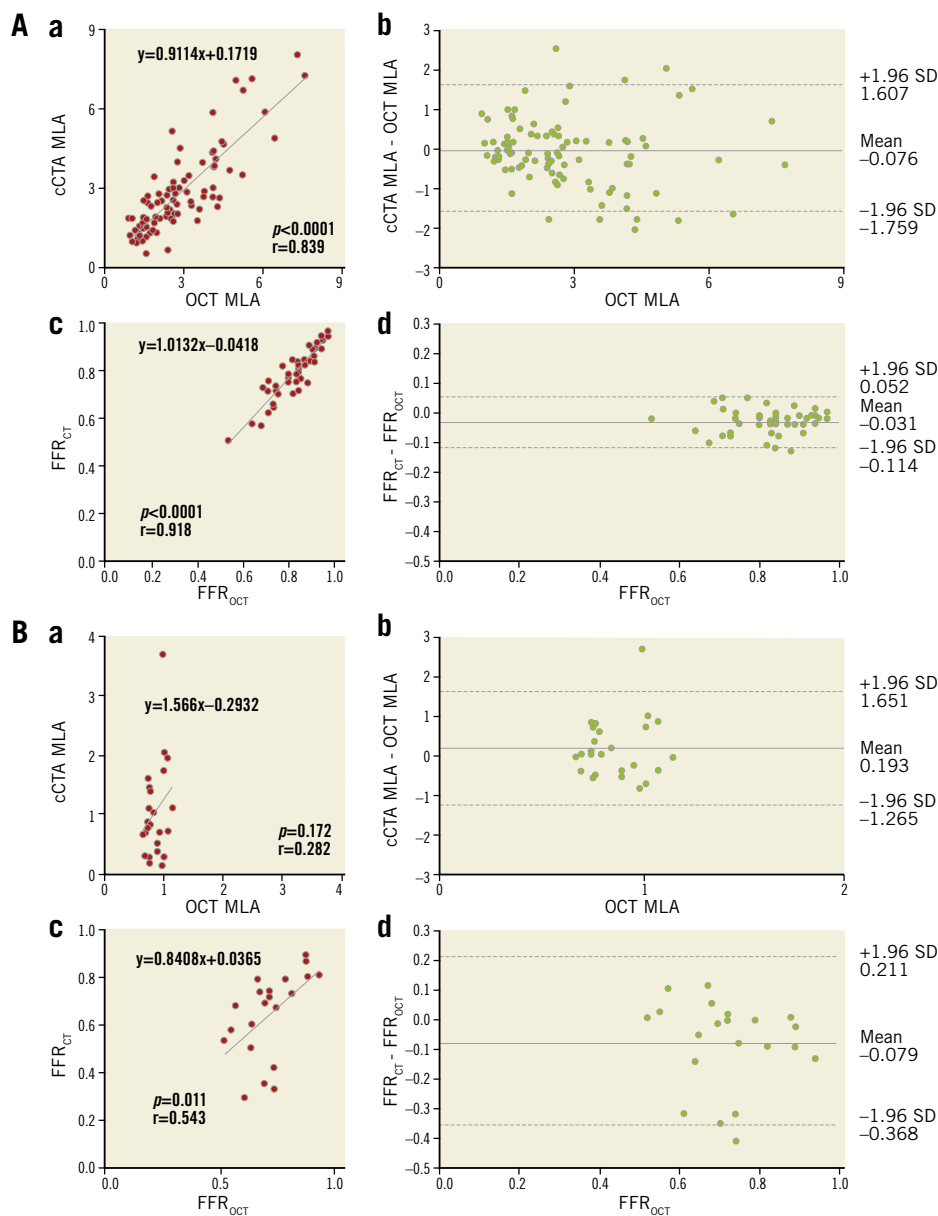 A
a
9
6
3
0
cCTA MLA
y=0.9114x+0.1719
p<0.0001
r=0.839
0 3 6 9
OCT MLA
b
3
2
1
0
–1
–2
–3
cCTA MLA - OCT MLA
0 3 6 9
OCT MLA
+1.96 SD
1.607
Mean
–0.076
–1.96 SD
–1.759
c
1.0
0.8
0.6
0.4
0.2
0.0
FFRCT
y=1.0132x–0.0418
p<0.0001
r=0.918
0.0 0.2 0.4 0.6 0.8 1.0
FFROCT
d
0.3
0.2
0.1
0.0
–0.1
–0.2
–0.3
–0.4
–0.5
FFRCT- FFROCT
0.0 0.2 0.4 0.6 0.8 1.0
FFROCT
+1.96 SD
0.052
Mean
–0.031
–1.96 SD
–0.114
B
a
4
3
2
1
0
cCTA MLA
y=1.566x–0.2932
p=0.172
r=0.282
0 1 2 3 4
OCT MLA
b
3
2
1
0
–1
–2
–3
cCTA MLA - OCT MLA
0 1 2
OCT MLA
+1.96 SD
1.651
Mean
0.193
–1.96 SD
–1.265
c
1.0
0.8
0.6
0.4
0.2
0.0
FFRCT
y=0.8408x+0.0365
p=0.011
r=0.543
0.0 0.5 1.0
FFROCT
d
0.3
0.2
0.1
0.0
–0.1
–0.2
–0.3
–0.4
–0.5
FFRCT- FFROCT
0.0 0.2 0.4 0.6 0.8 1.0
FFROCT
+1.96 SD
0.211
Mean
–0.079
–1.96 SD
–0.368